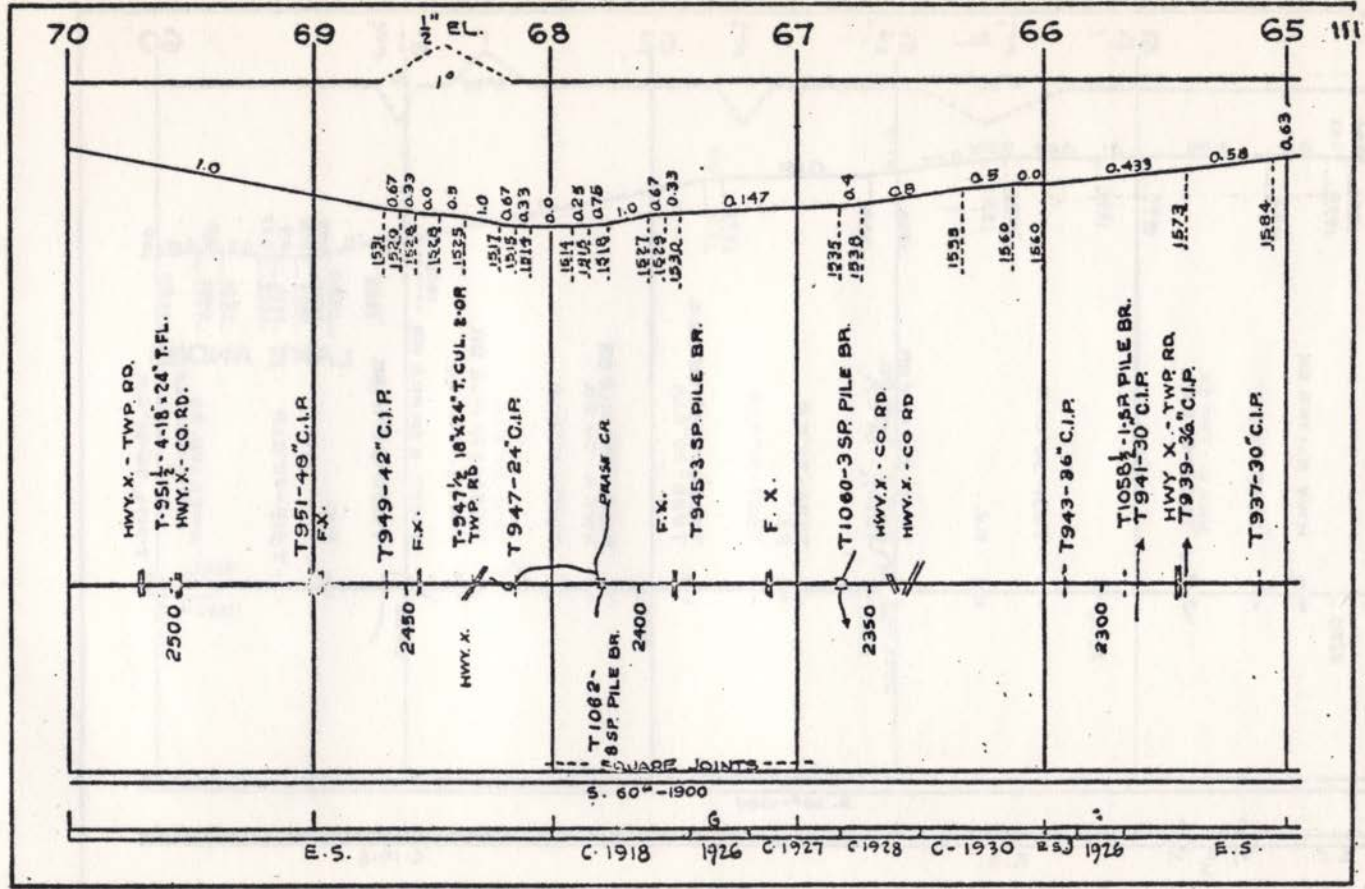 70 69 68 67 66 65 111
½" EL.
1°
1.0 0.67 0.33 0.0 0.5 1.0 0.67 0.33 0.0 0.25 0.75 1.0 0.67 0.33 0.147 0.4 0.8 0.5 0.0 0.433 0.58 0.63
1531 1529 1528 1528 1525 1517 1515 1514 1514 1518 1527 1529 1530 1535 1538 1558 1560 1560 1573 1584
HWY. X. - TWP. RD.
T-951½-4-18"x24" T.FL.
HWY. X - CO. RD.
T951-48" C.I.P.
F.X.
T949-42" C.I.P.
F.X.
T-947½ 18"x24" T. CUL. 2-OR
TWP. RD.
T947-24" C.I.P.
F.X.
T945-3 SP. PILE BR.
F. X.
T1060-3 SP. PILE BR.
HWY. X. - CO. RD.
HWY. X. - CO RD
T943-36" C.I.P.
T1058½-1 SP. PILE BR.
T941-30" C.I.P.
HWY X. - TWP. RD.
T939-36" C.I.P.
T937-30" C.I.P.
2500 2450 2400 2350 2300
HWY. X.
T1062-
8 SP. PILE BR.
SQUARE JOINTS
S. 60# -1900
G
E.S. C. 1918 1926 C. 1927 C 1928 C-1930 1926 E.S.